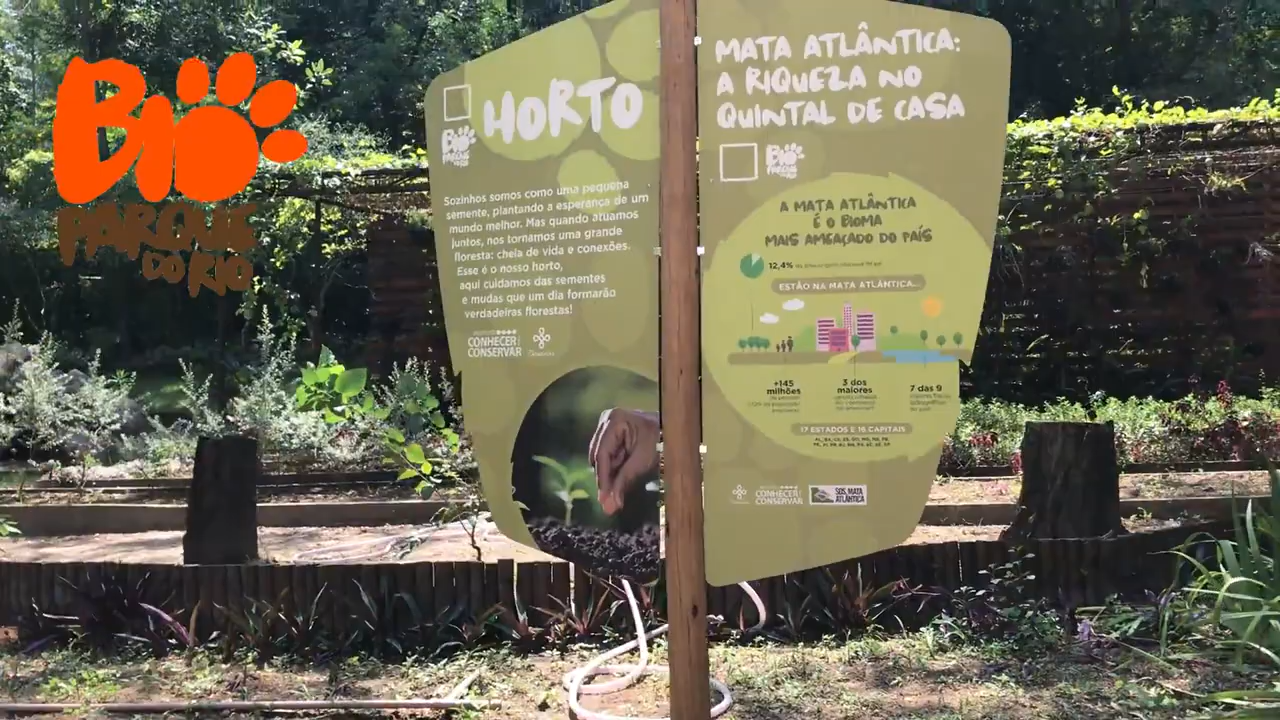 BIO
PARQUE
DO RIO
HORTO
BIO
PARQUE
DO RIO
Sozinhos somos como uma pequena
semente, plantando a esperança de um
mundo melhor. Mas quando atuamos
juntos, nos tornamos uma grande
floresta: cheia de vida e conexões.
Esse é o nosso horto,
aqui cuidamos das sementes
e mudas que um dia formarão
verdadeiras florestas!
CONHECER
CONSERVAR
MATA ATLÂNTICA:
A RIQUEZA NO
QUINTAL DE CASA
BIO
PARQUE
DO RIO
A MATA ATLÂNTICA
É O BIOMA
MAIS AMEAÇADO DO PAÍS
12,4%
ESTÃO NA MATA ATLÂNTICA...
+145
milhões
3 dos
maiores
7 das 9
17 ESTADOS E 16 CAPITAIS
CONHECER
CONSERVAR
SOS MATA
ATLÂNTICA